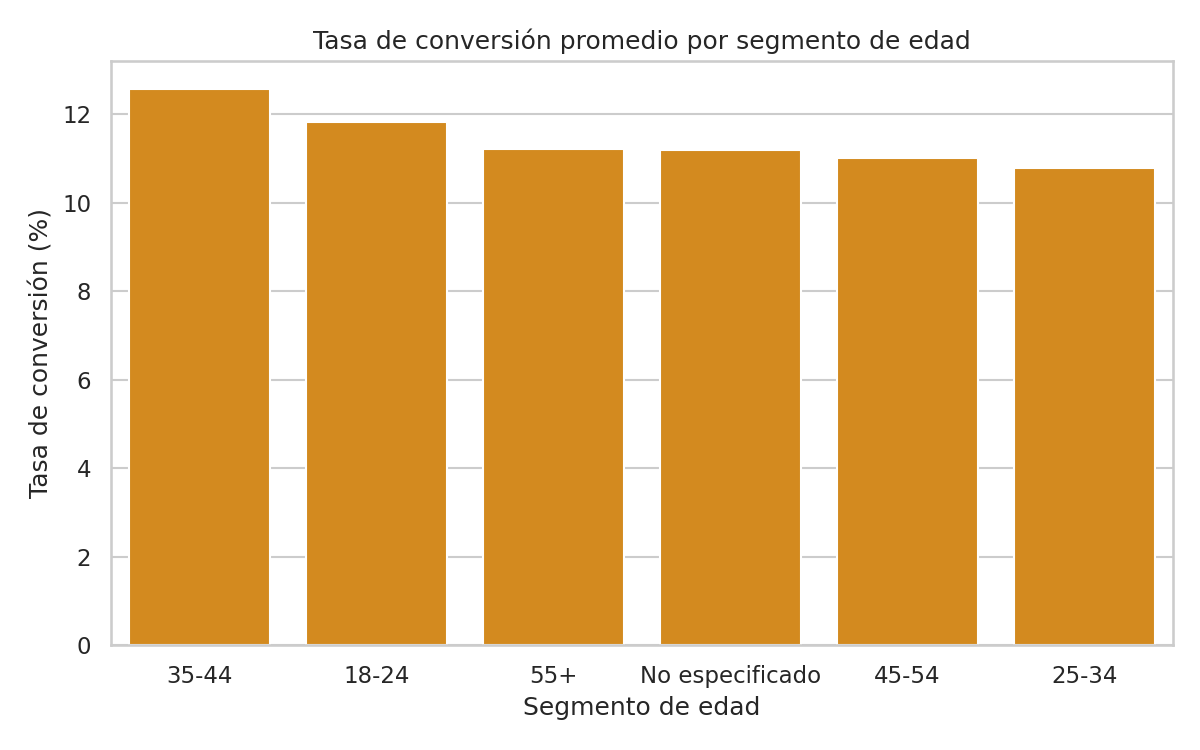 Tasa de conversión promedio por segmento de edad
Tasa de conversión (%)
12
10
8
6
4
2
0
35-44 18-24 55+ No especificado 45-54 25-34
Segmento de edad